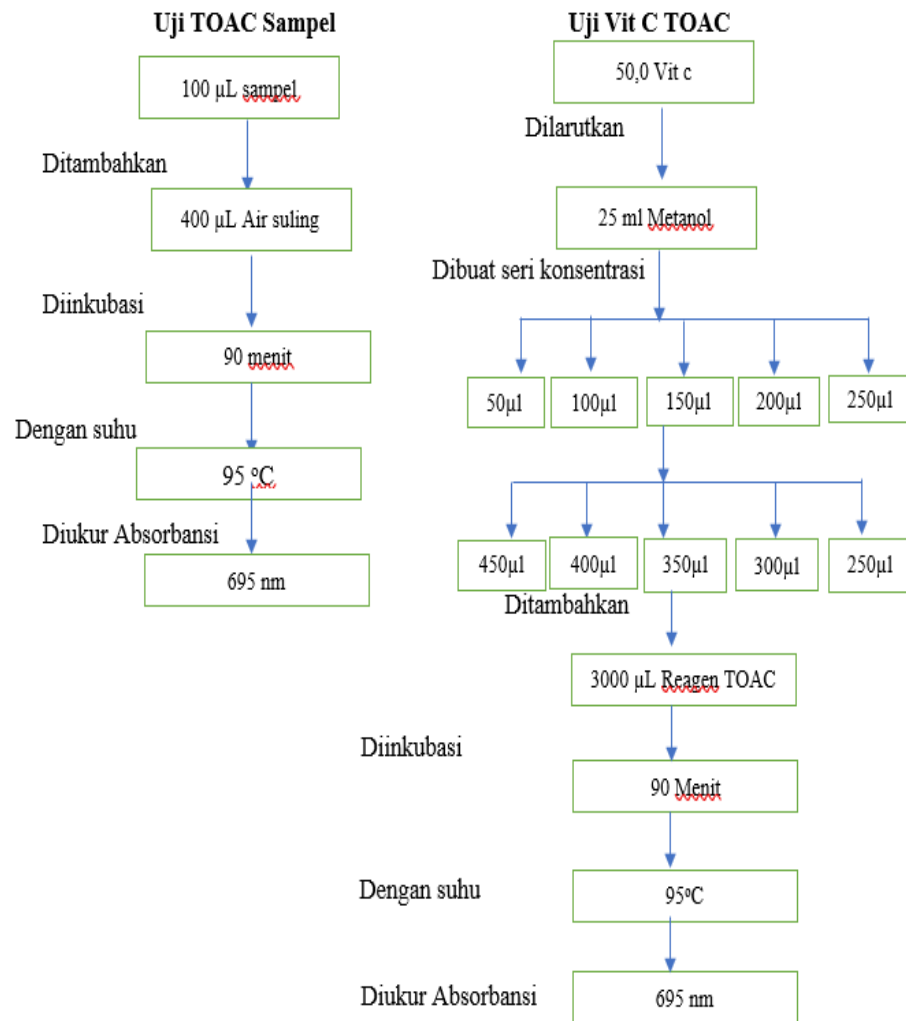 Uji TOAC Sampel
100 µL sampel
Ditambahkan
400 µL Air suling
Diinkubasi
90 menit
Dengan suhu
95 °C
Diukur Absorbansi
695 nm
Uji Vit C TOAC
50,0 Vit c
Dilarutkan
25 ml Metanol
Dibuat seri konsentrasi
50µl 100µl 150µl 200µl 250µl
450µl 400µl 350µl 300µl 250µl
Ditambahkan
3000 µL Reagen TOAC
Diinkubasi
90 Menit
Dengan suhu
95°C
Diukur Absorbansi
695 nm